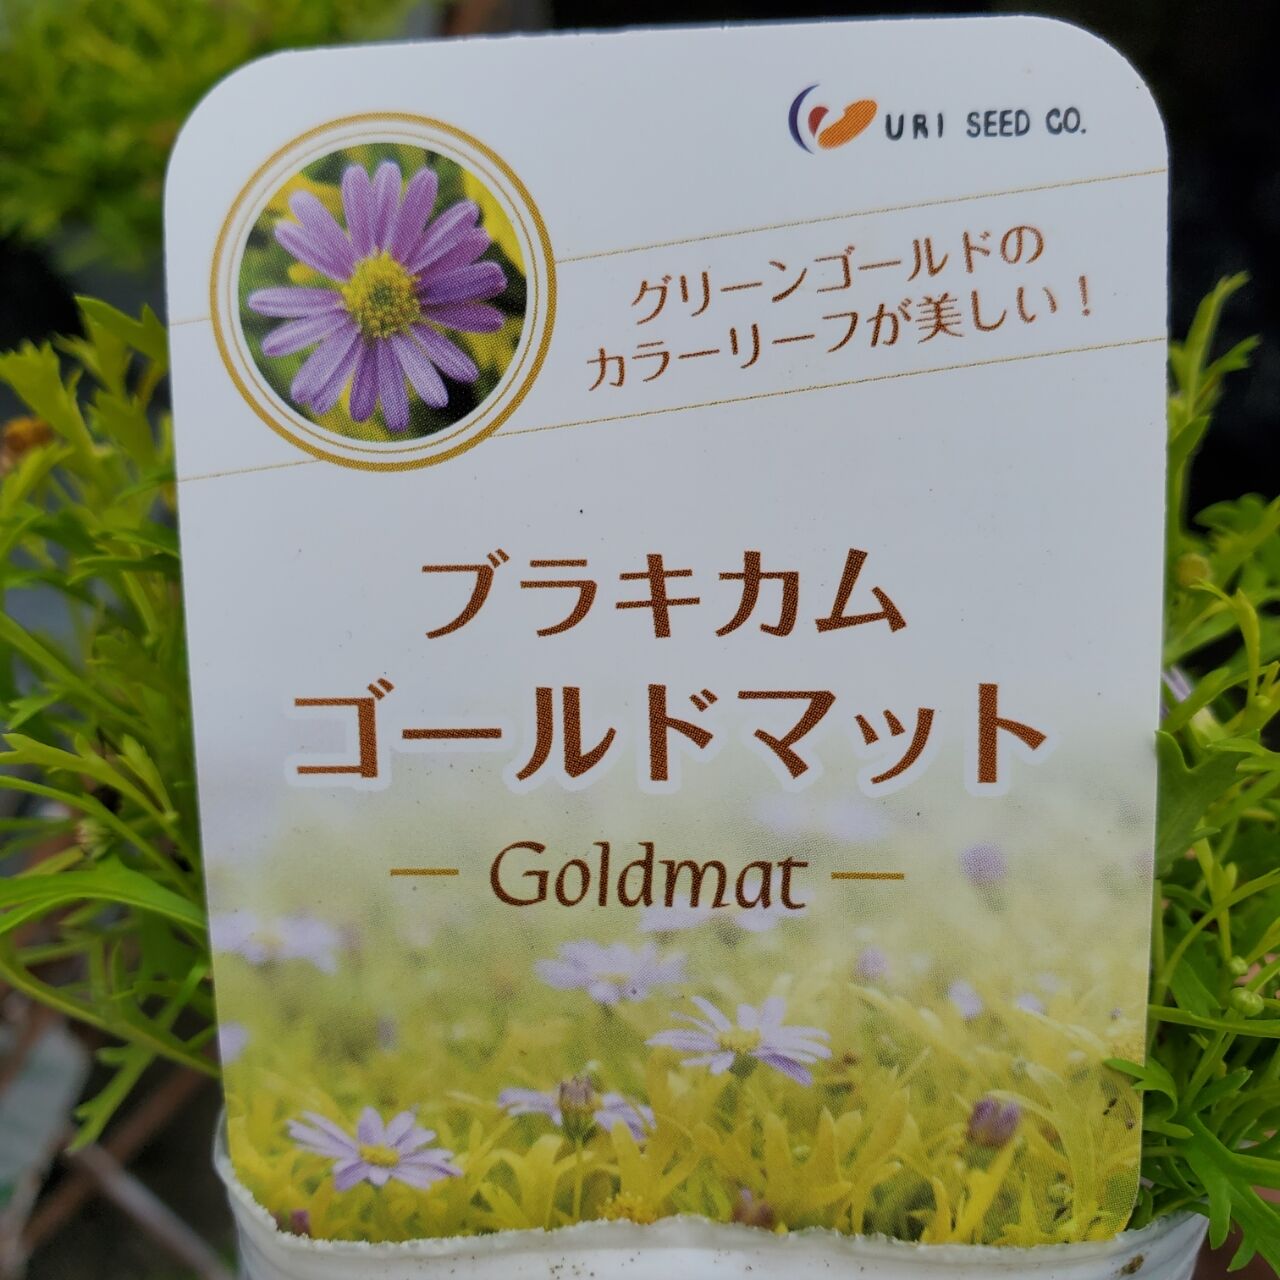 URI SEED CO.
グリーンゴールドの
カラーリーフが美しい！
ブラキカム
ゴールドマット
Goldmat